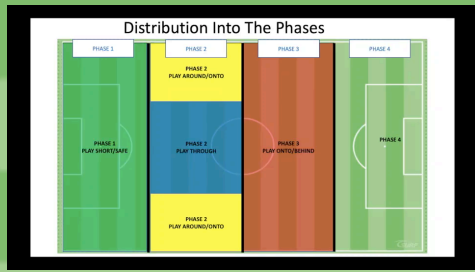 Distribution Into The Phases
PHASE 1
PHASE 2
PHASE 3
PHASE 4
PHASE 2
PLAY AROUND/ONTO
PHASE 1
PLAY SHORT/SAFE
PHASE 2
PLAY THROUGH
PHASE 3
PLAY ONTO/BEHIND
PHASE 4
PHASE 2
PLAY AROUND/ONTO